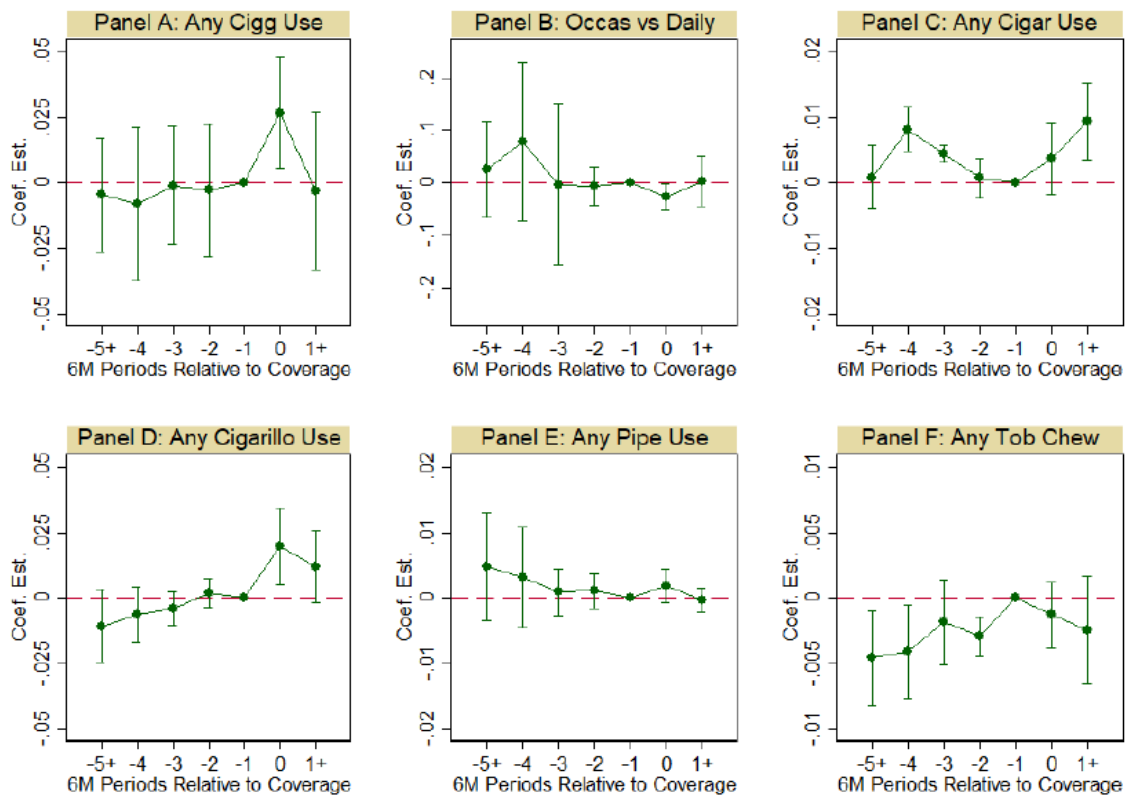 Panel A: Any Cigg Use
Coef. Est.
.05
.025
0
-.025
-.05
-5+ -4 -3 -2 -1 0 1+
6M Periods Relative to Coverage
Panel B: Occas vs Daily
Coef. Est.
.2
.1
0
-.1
-.2
-5+ -4 -3 -2 -1 0 1+
6M Periods Relative to Coverage
Panel C: Any Cigar Use
Coef. Est.
.02
.01
0
-.01
-.02
-5+ -4 -3 -2 -1 0 1+
6M Periods Relative to Coverage
Panel D: Any Cigarillo Use
Coef. Est.
.05
.025
0
-.025
-.05
-5+ -4 -3 -2 -1 0 1+
6M Periods Relative to Coverage
Panel E: Any Pipe Use
Coef. Est.
.02
.01
0
-.01
-.02
-5+ -4 -3 -2 -1 0 1+
6M Periods Relative to Coverage
Panel F: Any Tob Chew
Coef. Est.
.01
.005
0
-.005
-.01
-5+ -4 -3 -2 -1 0 1+
6M Periods Relative to Coverage